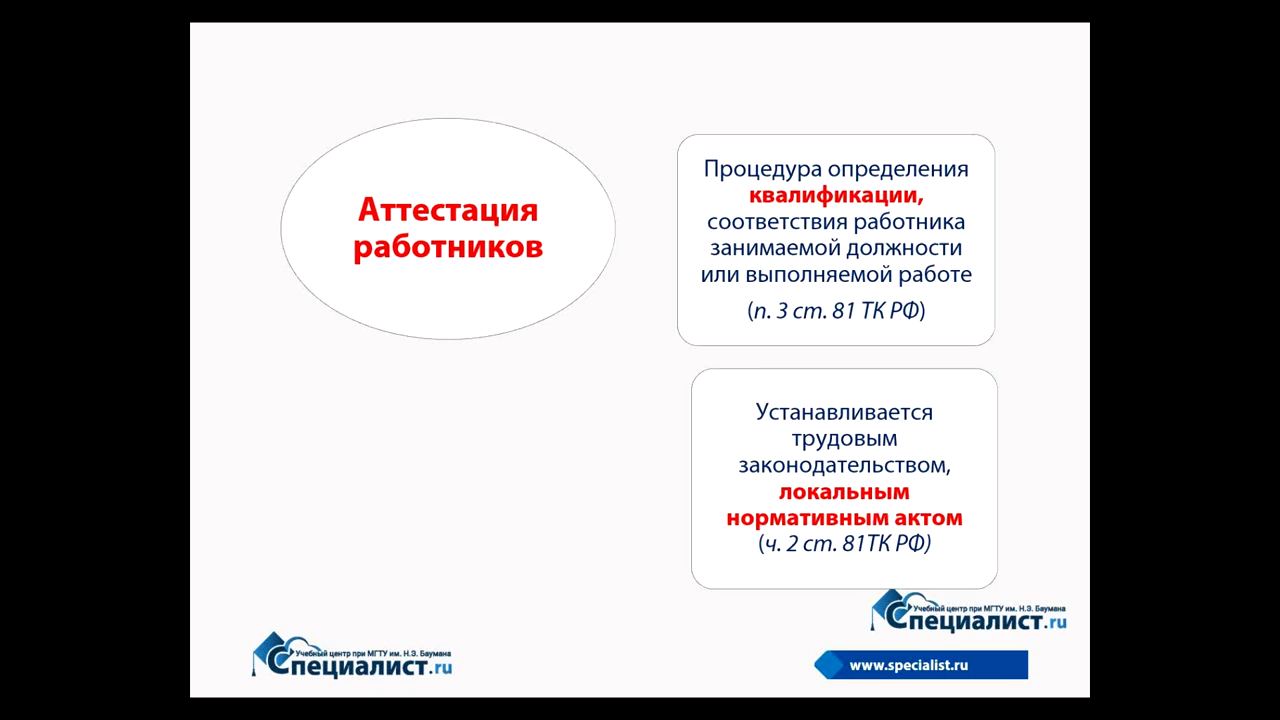 Аттестация
работников
Процедура определения
квалификации,
соответствия работника
занимаемой должности
или выполняемой работе
(п. 3 ст. 81 ТК РФ)
Устанавливается
трудовым
законодательством,
локальным
нормативным актом
(ч. 2 ст. 81ТК РФ)
Учебный центр при МГТУ им. Н.Э. Баумана
Специалист.ru
Учебный центр при МГТУ им. Н.Э. Баумана
Специалист.ru
www.specialist.ru